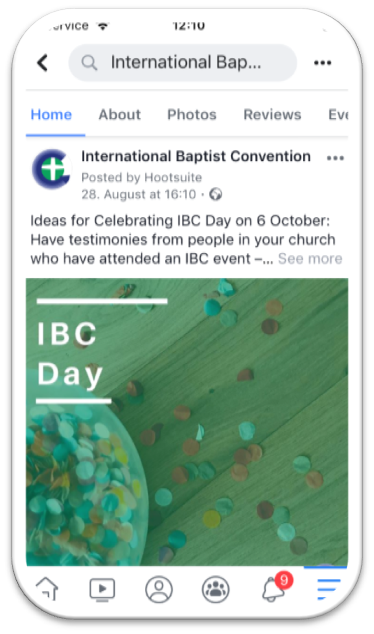 12:10
International Bap...
Home About Photos Reviews
International Baptist Convention
Posted by Hootsuite
28. August at 16:10 ·
Ideas for Celebrating IBC Day on 6 October:
Have testimonies from people in your church
who have attended an IBC event –... See more
IBC
Day
9